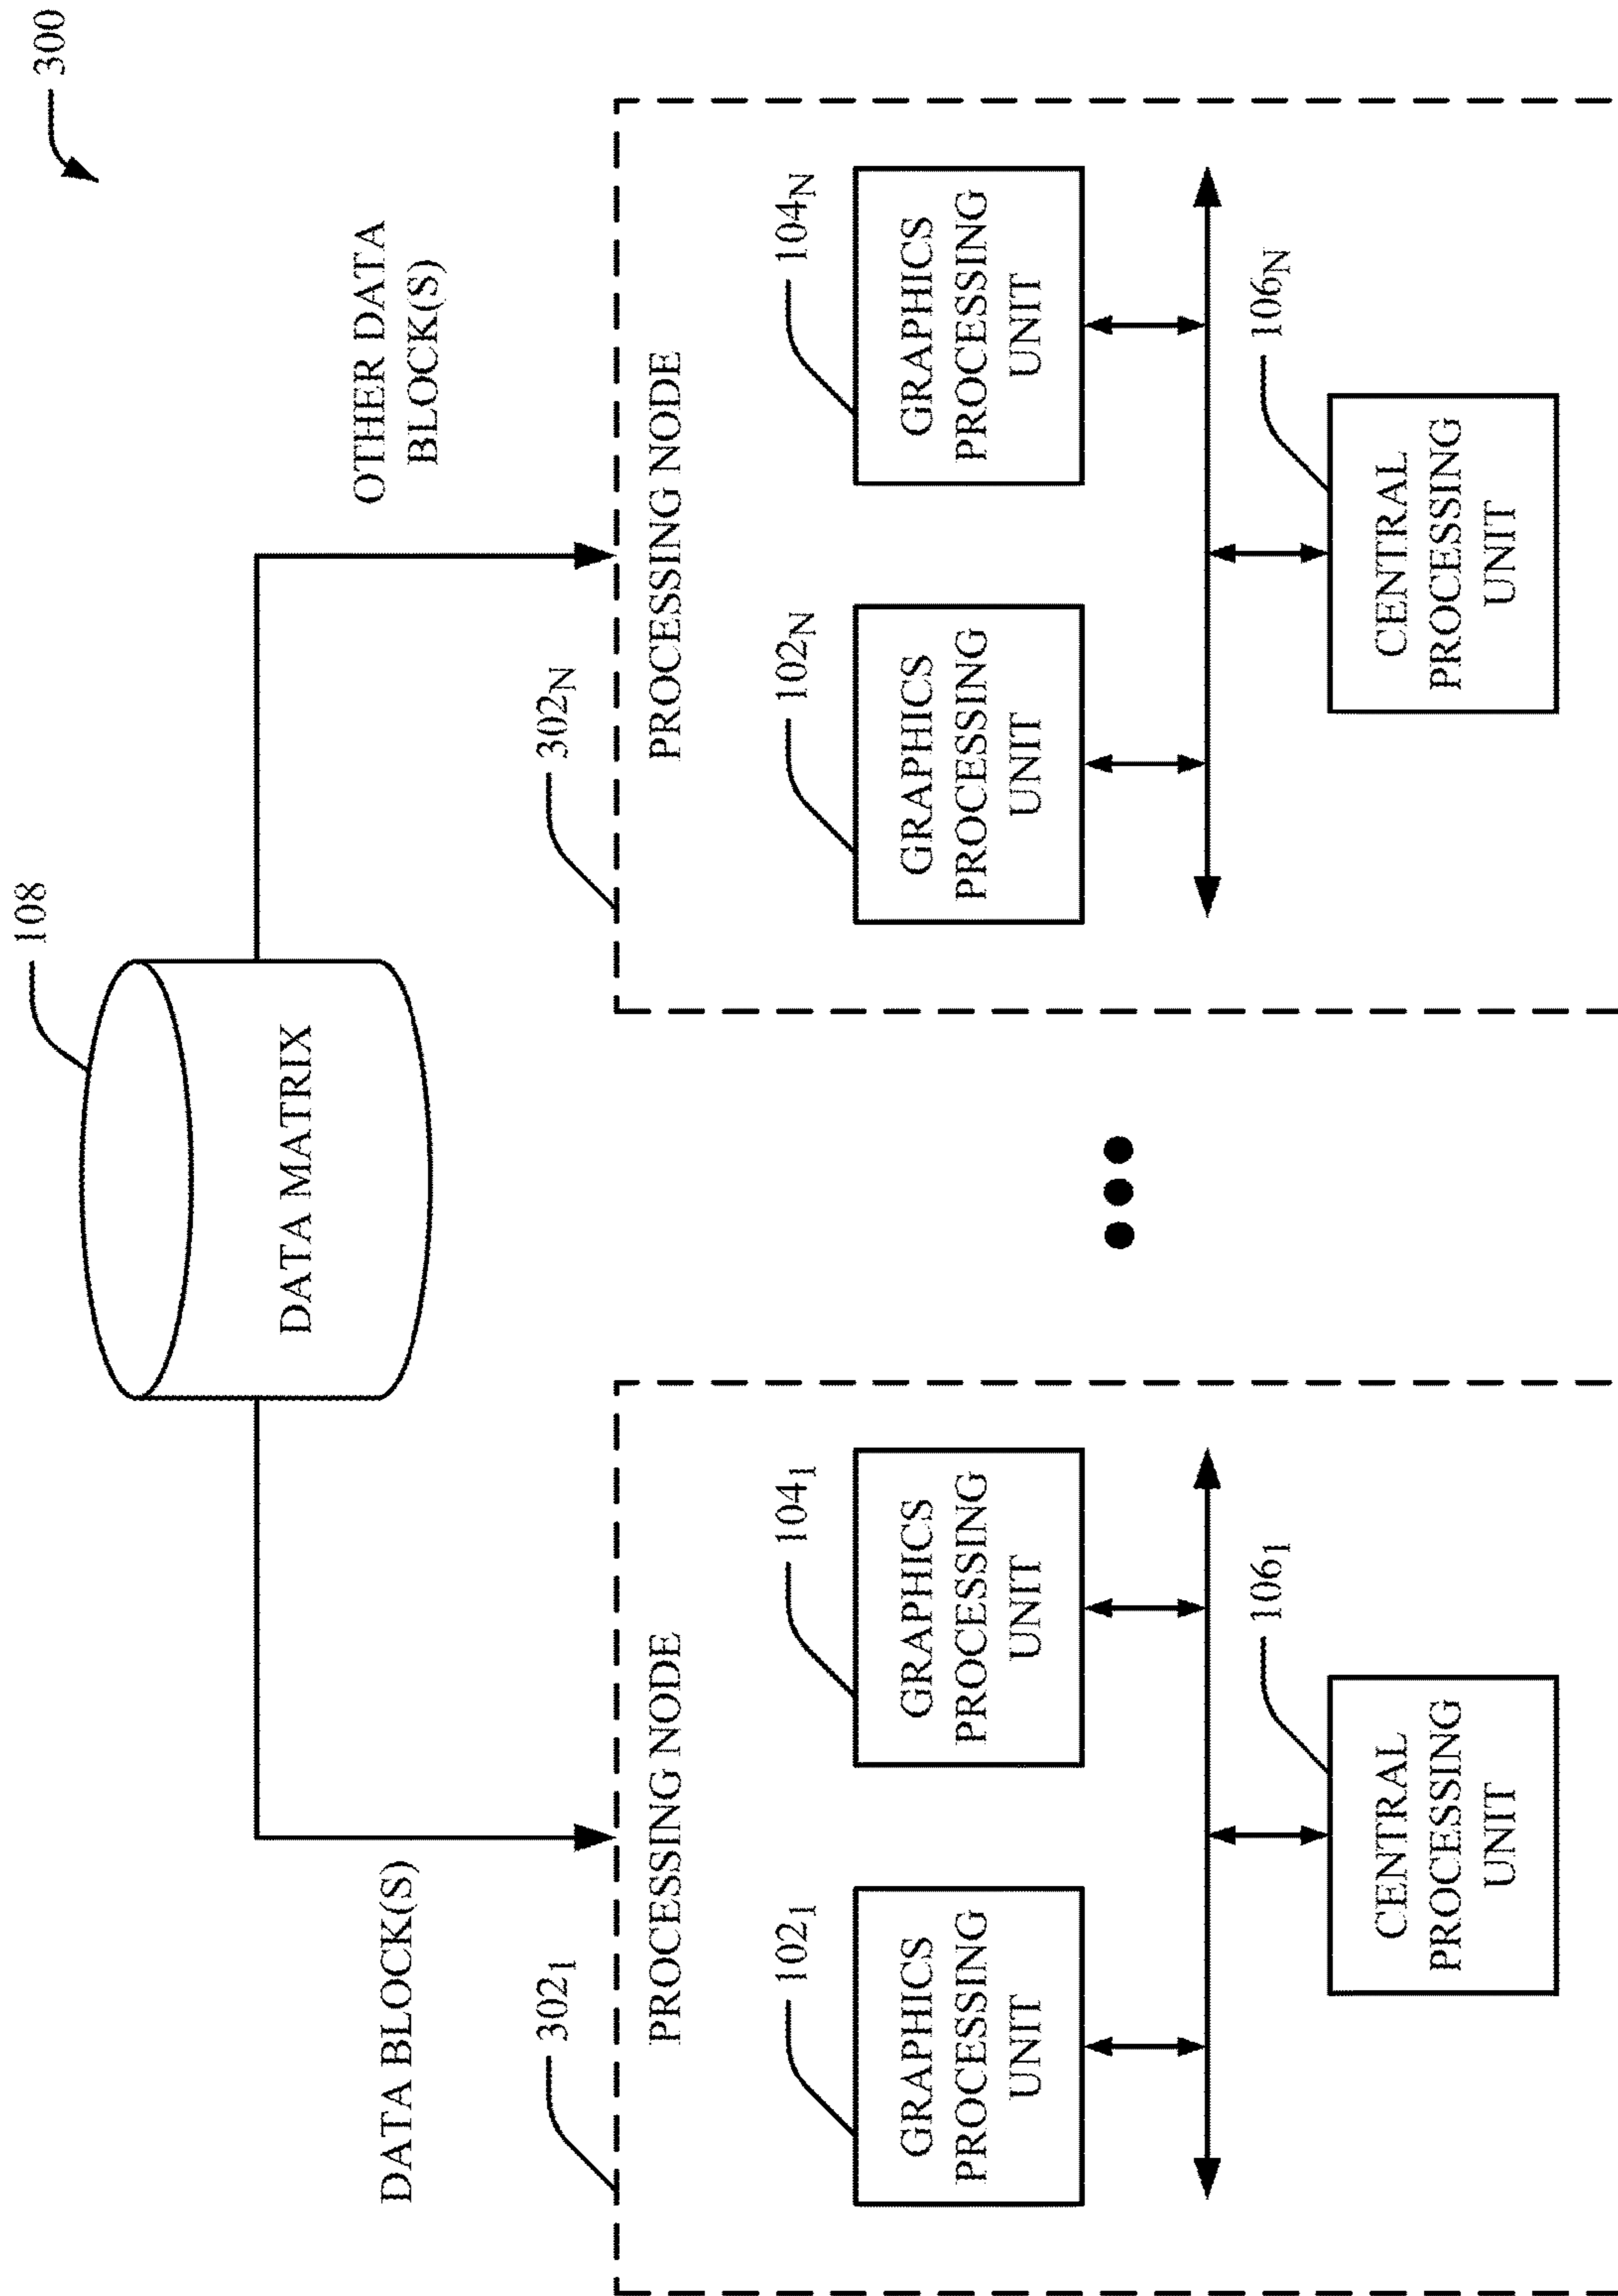 300
108
DATA MATRIX
DATA BLOCK(S)
OTHER DATA
BLOCK(S)
302₁
PROCESSING NODE
102₁
GRAPHICS
PROCESSING
UNIT
104₁
GRAPHICS
PROCESSING
UNIT
106₁
CENTRAL
PROCESSING
UNIT
302N
PROCESSING NODE
102N
GRAPHICS
PROCESSING
UNIT
104N
GRAPHICS
PROCESSING
UNIT
106N
CENTRAL
PROCESSING
UNIT